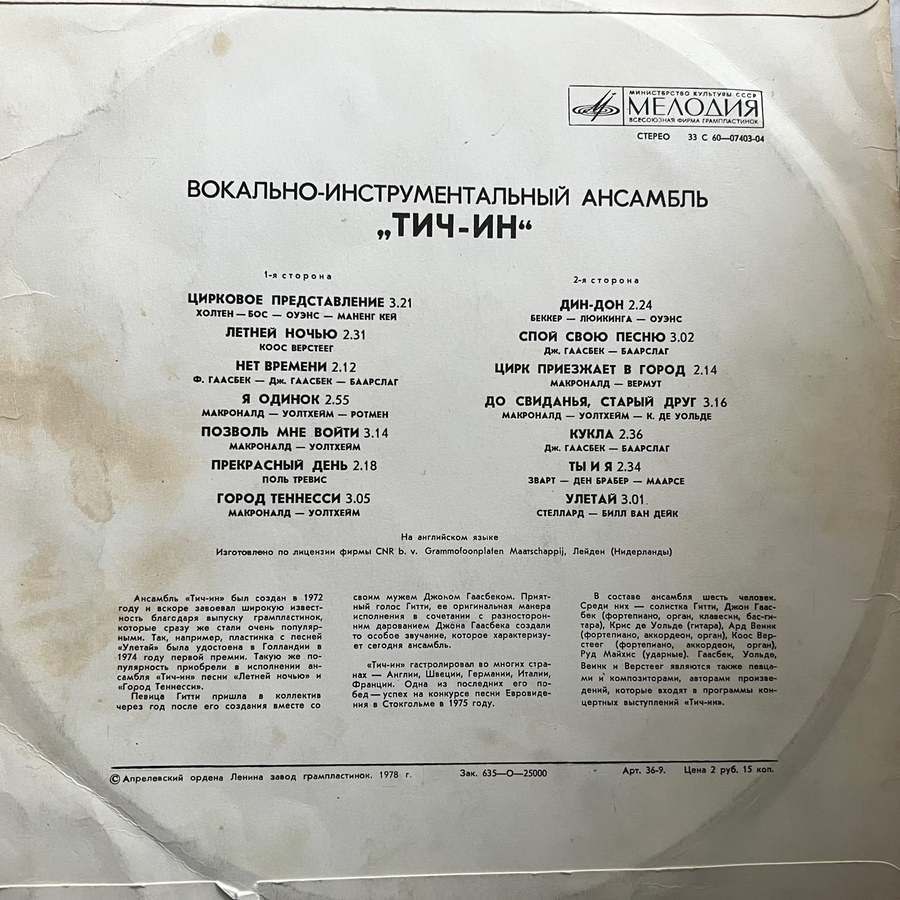 МИНИСТЕРСТВО КУЛЬТУРЫ СССР
МЕЛОДИЯ
ВСЕСОЮЗНАЯ ФИРМА ГРАМПЛАСТИНОК
СТЕРЕО 33 С 60—07403-04
ВОКАЛЬНО-ИНСТРУМЕНТАЛЬНЫЙ АНСАМБЛЬ
„ТИЧ-ИН“
1-я сторона
ЦИРКОВОЕ ПРЕДСТАВЛЕНИЕ 3.21
ХОЛТЕН — БОС — ОУЭНС — МАНЕНГ КЕЙ
ЛЕТНЕЙ НОЧЬЮ 2.31
КООС ВЕРСТЕЕГ
НЕТ ВРЕМЕНИ 2.12
Ф. ГААСБЕК — ДЖ. ГААСБЕК — БААРСЛАГ
Я ОДИНОК 2.55
МАКРОНАЛД — УОЛТХЕЙМ — РОТМЕН
ПОЗВОЛЬ МНЕ ВОЙТИ 3.14
МАКРОНАЛД — УОЛТХЕЙМ
ПРЕКРАСНЫЙ ДЕНЬ 2.18
ПОЛЬ ТРЕВИС
ГОРОД ТЕННЕССИ 3.05
МАКРОНАЛД — УОЛТХЕЙМ
2-я сторона
ДИН-ДОН 2.24
БЕККЕР — ЛЮИКИНГА — ОУЭНС
СПОЙ СВОЮ ПЕСНЮ 3.02
ДЖ. ГААСБЕК — БААРСЛАГ
ЦИРК ПРИЕЗЖАЕТ В ГОРОД 2.14
МАКРОНАЛД — ВЕРМУТ
ДО СВИДАНЬЯ, СТАРЫЙ ДРУГ 3.16
МАКРОНАЛД — УОЛТХЕЙМ — К. ДЕ УОЛЬДЕ
КУКЛА 2.36
ДЖ. ГААСБЕК — БААРСЛАГ
ТЫ И Я 2.34
ЗВАРТ — ДЕН БРАБЕР — МААРСЕ
УЛЕТАЙ 3.01
СТЕЛЛАРД — БИЛЛ ВАН ДЕЙК
На английском языке
Изготовлено по лицензии фирмы CNR b. v. Grammofoonplaten Maatschappij, Лейден (Нидерланды)
Ансамбль «Тич-ин» был создан в 1972
году и вскоре завоевал широкую извест-
ность благодаря выпуску грампластинок,
которые сразу же стали очень популяр-
ными. Так, например, пластинка с песней
«Улетай» была удостоена в Голландии в
1974 году первой премии. Такую же по-
пулярность приобрели в исполнении ан-
самбля «Тич-ин» песни «Летней ночью» и
«Город Теннесси».
Певица Гитти пришла в коллектив
через год после его создания вместе со
своим мужем Джоном Гаасбеком. Прият-
ный голос Гитти, ее оригинальная манера
исполнения в сочетании с разносторон-
ним дарованием Джона Гаасбека создали
то особое звучание, которое характеризу-
ет сегодня ансамбль.
«Тич-ин» гастролировал во многих стра-
нах — Англии, Швеции, Германии, Италии,
Франции. Одна из последних его по-
бед — успех на конкурсе песни Евровиде-
ния в Стокгольме в 1975 году.
В составе ансамбля шесть человек.
Среди них — солистка Гитти, Джон Гаас-
бек (фортепиано, орган, клавесин, бас-ги-
тара), Крис де Уольде (гитара), Ард Веинк
(фортепиано, аккордеон, орган), Коос Вер-
стеег (фортепиано, аккордеон, орган),
Руд Майхис (ударные). Гаасбек, Уольде,
Веинк и Верстеег являются также певца-
ми и композиторами, авторами произве-
дений, которые входят в программы кон-
цертных выступлений «Тич-ин».
© Апрелевский ордена Ленина завод грампластинок. 1978 г. Зак. 635—О—25000 Арт. 36-9. Цена 2 руб. 15 коп.